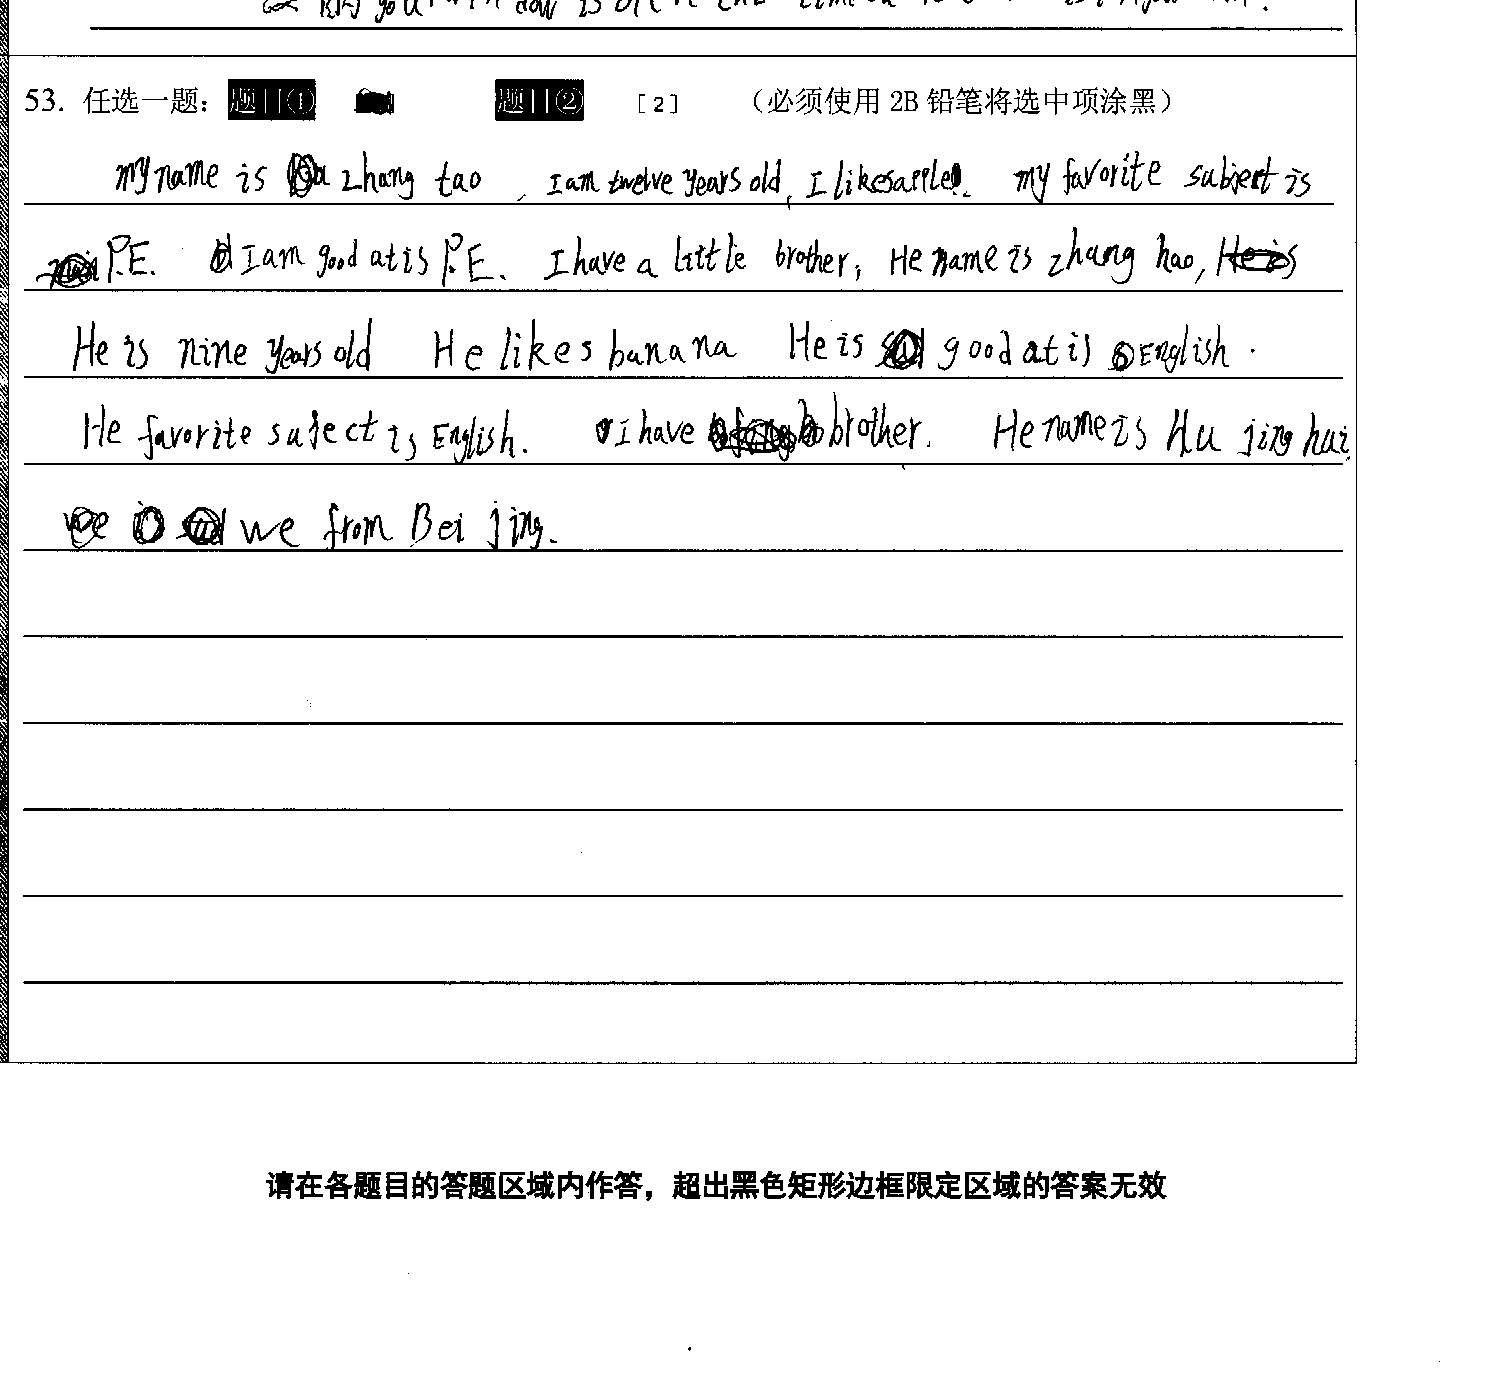 53. 任选一题： 题目① 题目② [2] （必须使用 2B 铅笔将选中项涂黑）
my name is zhang tao , I am twelve years old, I likes apple. my favorite subject is
P.E. I am good at is P.E. I have a little brother, He name is zhang hao,
He is nine years old He likes banana He is good at is English.
He favorite suject is English. I have brother. He name is Hu jing hai.
we from Bei jing.
请在各题目的答题区域内作答，超出黑色矩形边框限定区域的答案无效